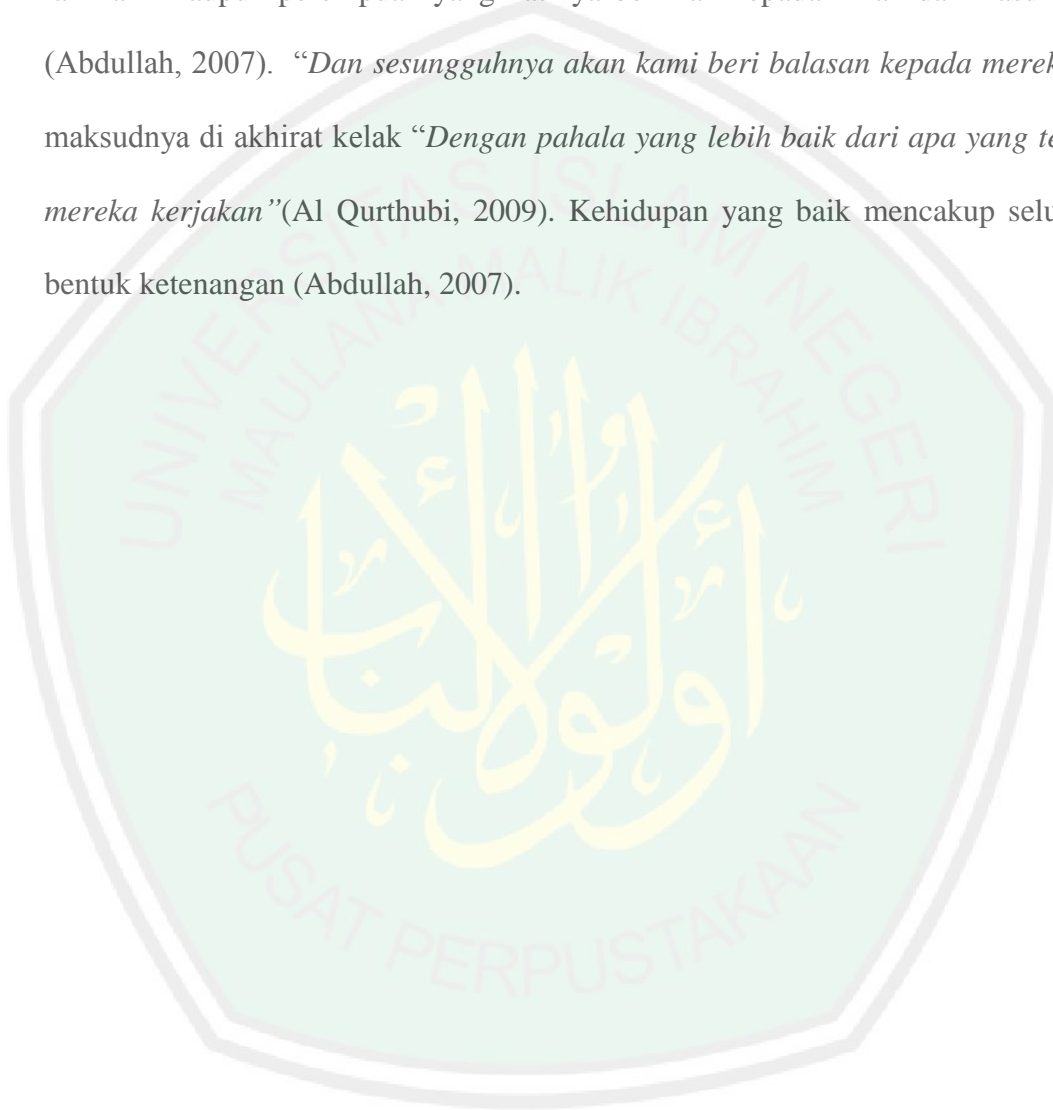 (Abdullah, 2007). “Dan sesungguhnya akan kami beri balasan kepada merek
maksudnya di akhirat kelak “Dengan pahala yang lebih baik dari apa yang te
mereka kerjakan”(Al Qurthubi, 2009). Kehidupan yang baik mencakup selu
bentuk ketenangan (Abdullah, 2007).
UNIVERSITAS ISLAM NEGERI
MAULANA MALIK IBRAHIM
أولوا الألباب
PUSAT PERPUSTAKAAN